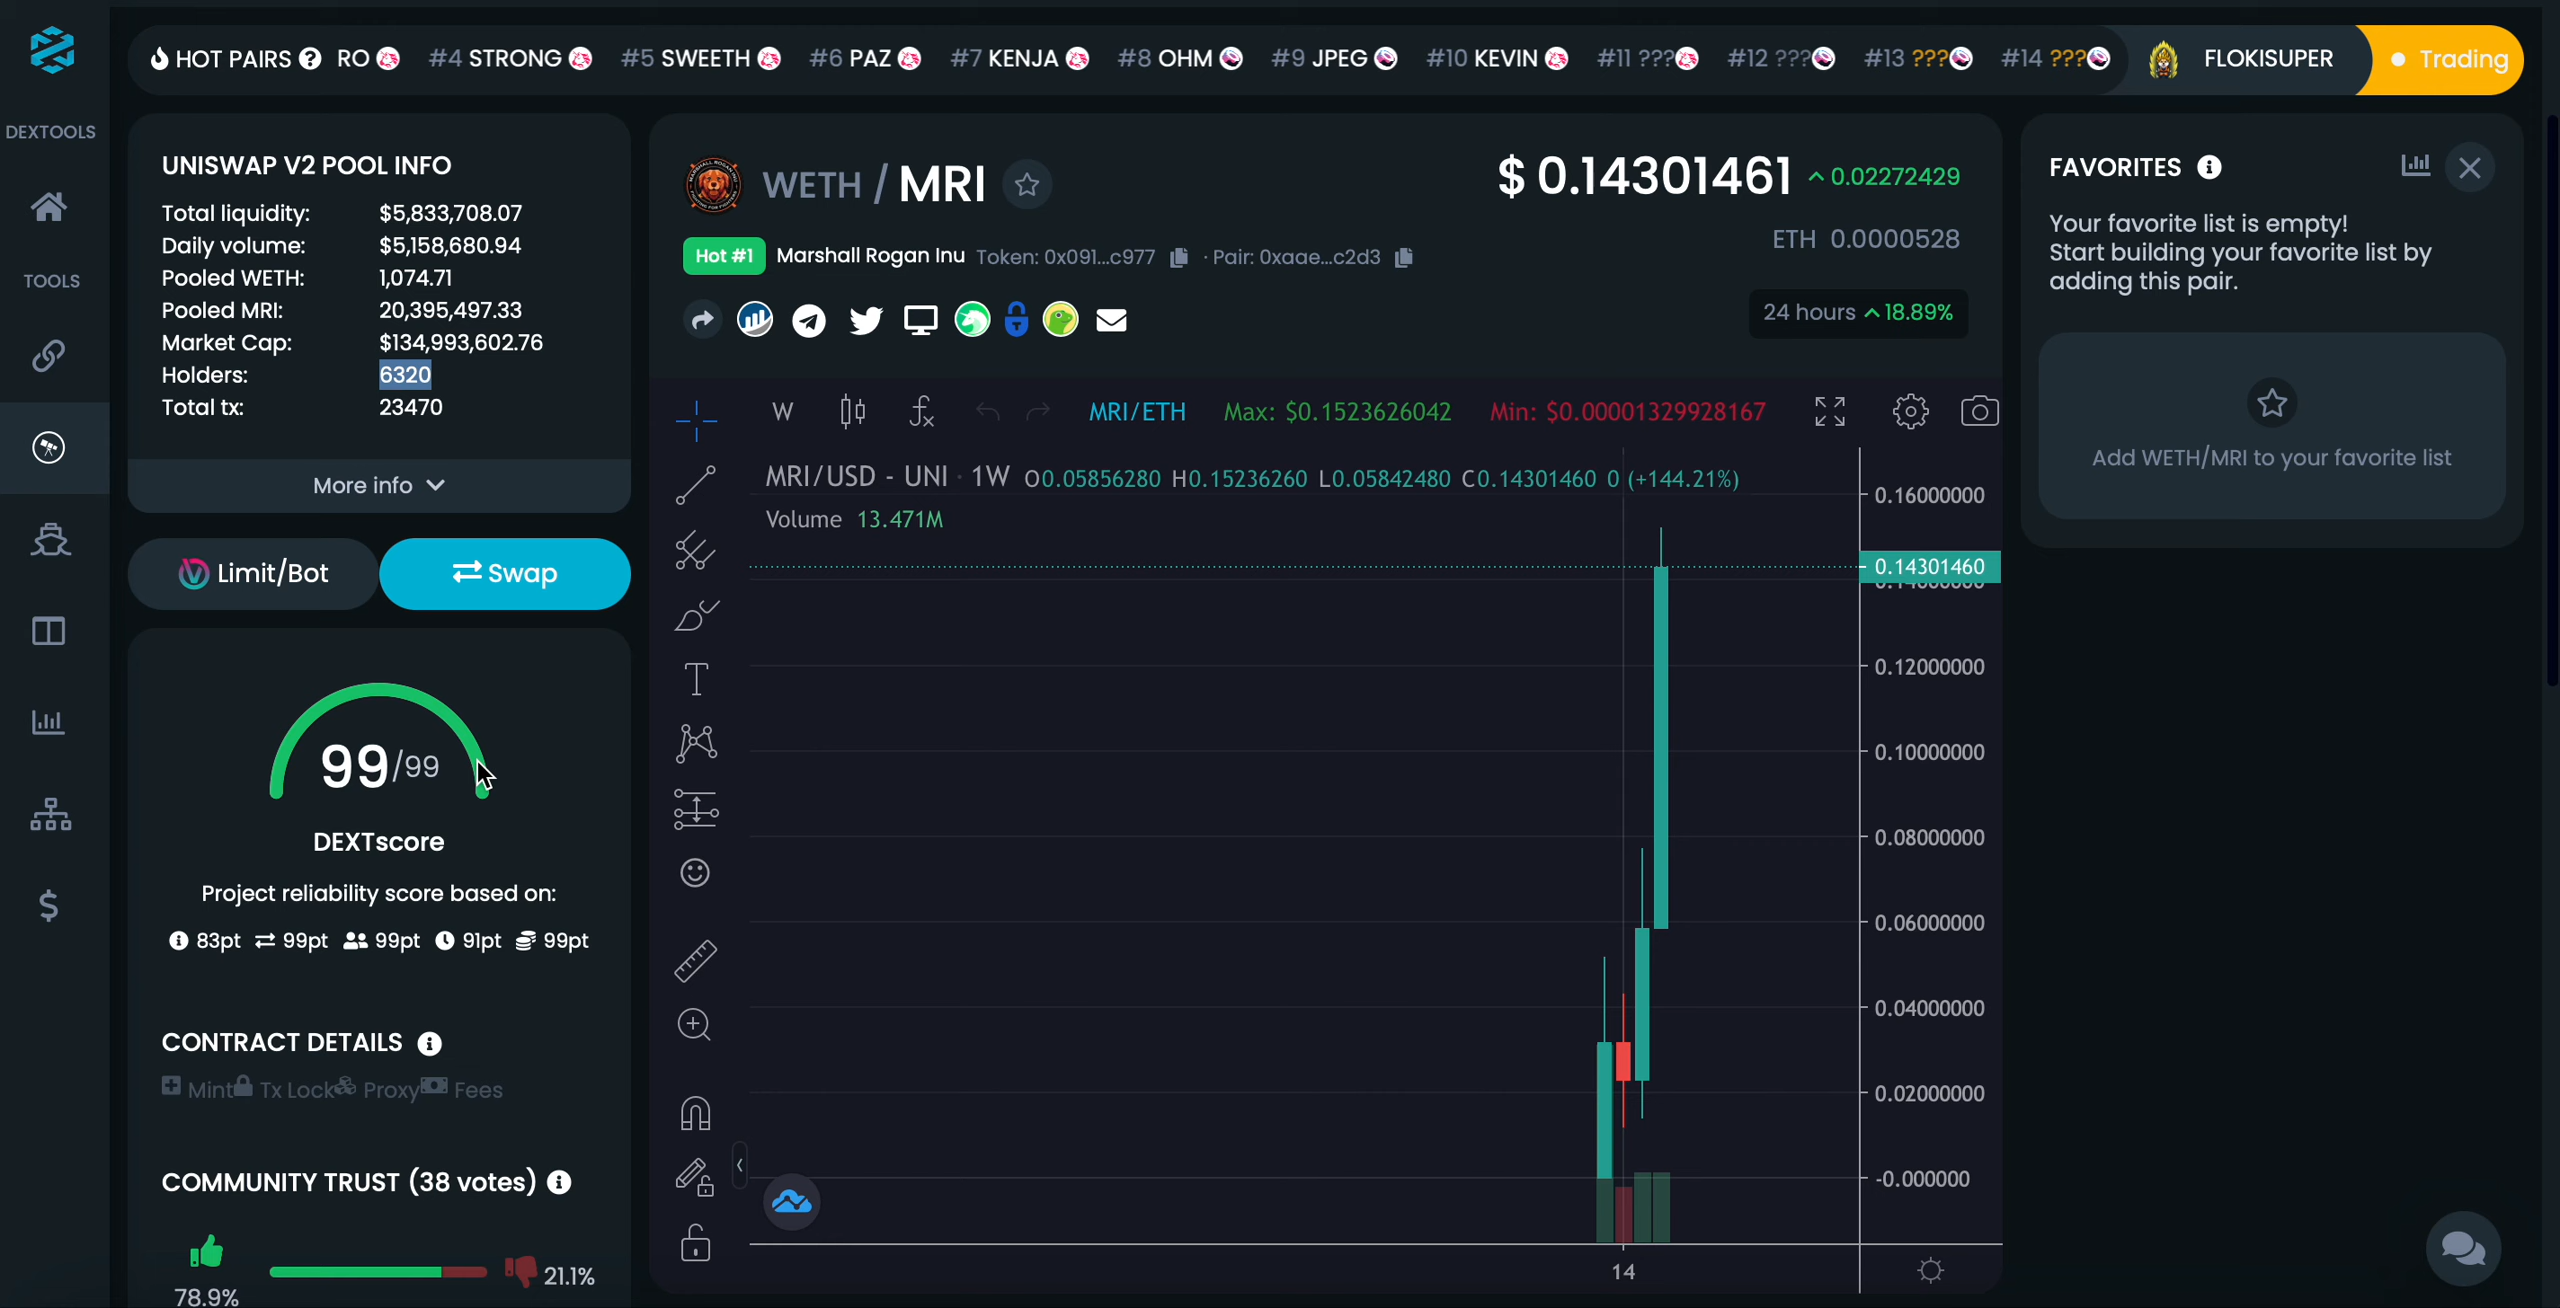 HOT PAIRS RO #4 STRONG #5 SWEETH #6 PAZ #7 KENJA #8 OHM #9 JPEG #10 KEVIN #11 ??? #12 ??? #13 ??? #14 ??? FLOKISUPER Trading
DEXTOOLS
TOOLS
UNISWAP V2 POOL INFO
Total liquidity: $5,833,708.07
Daily volume: $5,158,680.94
Pooled WETH: 1,074.71
Pooled MRI: 20,395,497.33
Market Cap: $134,993,602.76
Holders: 6320
Total tx: 23470
More info
Limit/Bot Swap
99/99
DEXTscore
Project reliability score based on:
83pt 99pt 99pt 91pt 99pt
CONTRACT DETAILS
Mint Tx Lock Proxy Fees
COMMUNITY TRUST (38 votes)
78.9% 21.1%
WETH / MRI
$ 0.14301461 0.02272429
ETH 0.0000528
Hot #1 Marshall Rogan Inu Token: 0x091...c977 · Pair: 0xaae...c2d3
24 hours 18.89%
W MRI/ETH Max: $0.1523626042 Min: $0.00001329928167
MRI/USD - UNI · 1W O0.05856280 H0.15236260 L0.05842480 C0.14301460 0 (+144.21%)
Volume 13.471M
0.16000000
0.14301460
0.12000000
0.10000000
0.08000000
0.06000000
0.04000000
0.02000000
-0.000000
14
FAVORITES
Your favorite list is empty!
Start building your favorite list by
adding this pair.
Add WETH/MRI to your favorite list